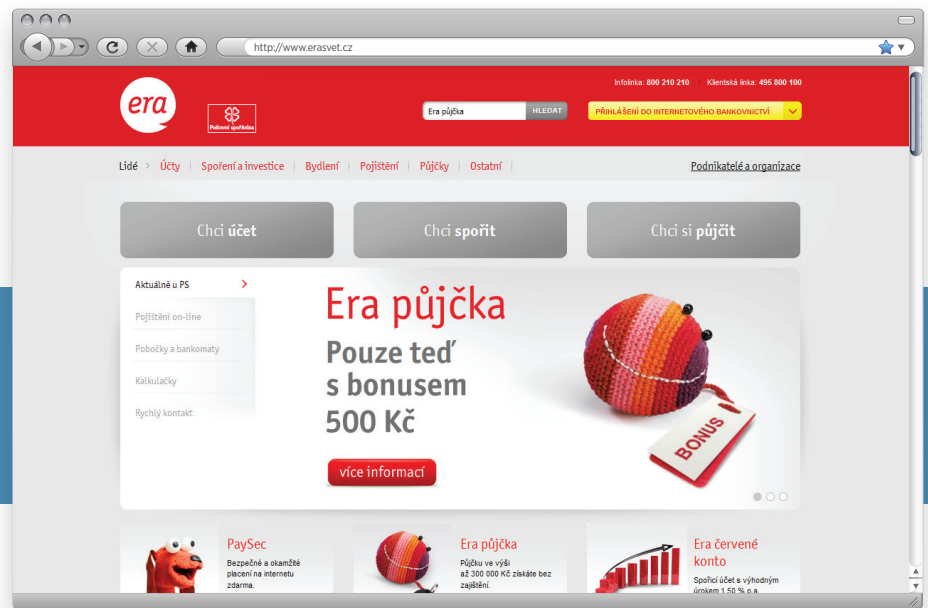 http://www.erasvet.cz
Infolinka: 800 210 210 Klientská linka: 495 800 100
era
Poštovní spořitelna
Era půjčka
HLEDAT
PŘIHLÁŠENÍ DO INTERNETOVÉHO BANKOVNICTVÍ
Lidé > Účty Spoření a investice Bydlení Pojištění Půjčky Ostatní
Podnikatelé a organizace
Chci účet
Chci spořit
Chci si půjčit
Aktuálně u PS
Pojištění on-line
Pobočky a bankomaty
Kalkulačky
Rychlý kontakt
Era půjčka
Pouze teď
s bonusem
500 Kč
více informací
BONUS
PaySec
Bezpečné a okamžité
placení na internetu
zdarma.
Era půjčka
Půjčku ve výši
až 300 000 Kč získáte bez
zajištění.
Era červené
konto
Spořicí účet s výhodným
úrokem 1,50 % p.a.